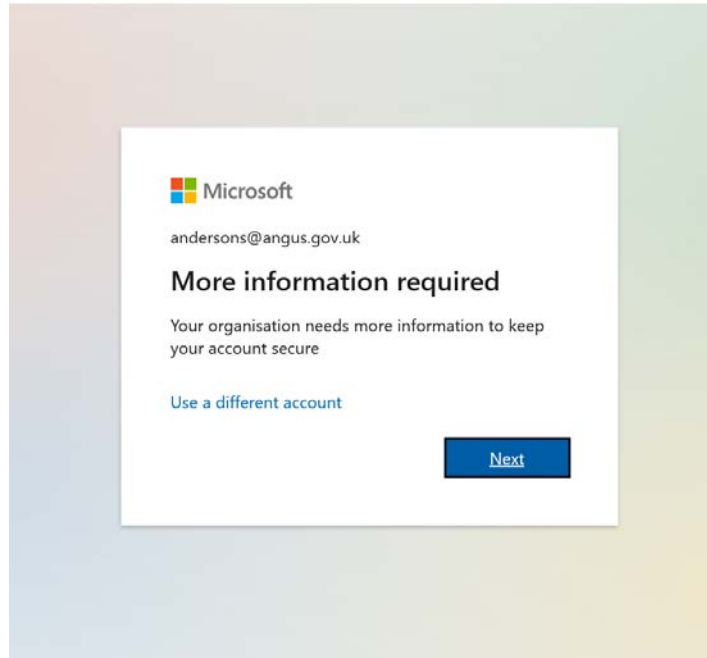 Microsoft
andersons@angus.gov.uk
More information required
Your organisation needs more information to keep
your account secure
Use a different account
Next